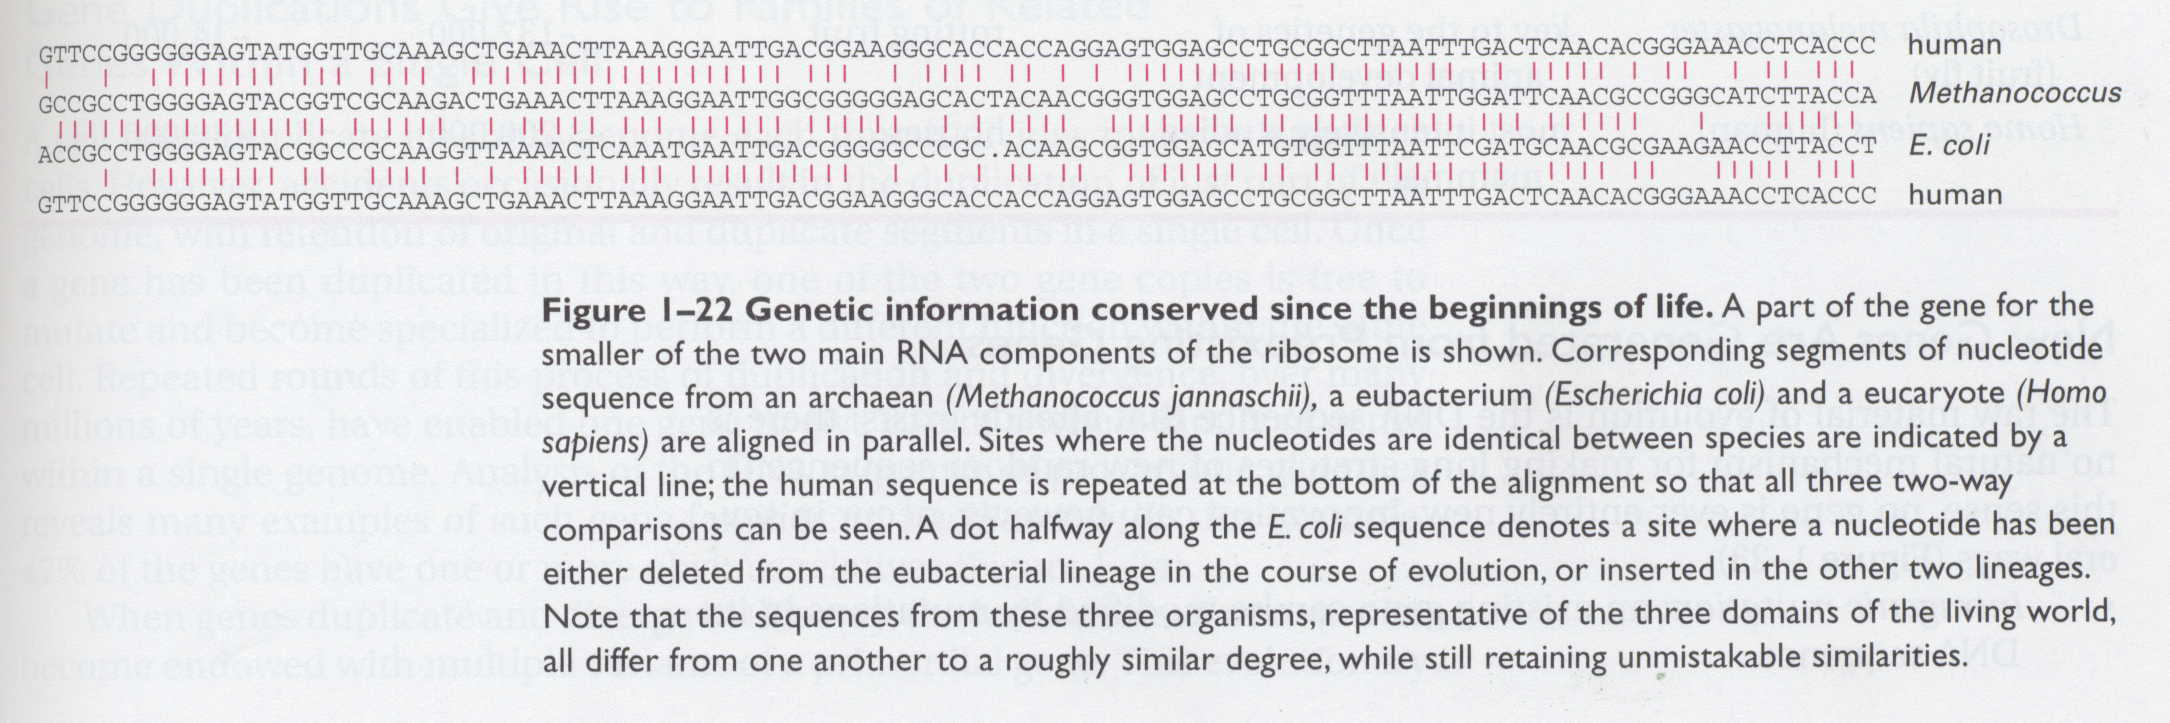 GTTCCGGGGGGAGTATGGTTGCAAAGCTGAAACTTAAAGGAATTGACGGAAGGGCACCACCAGGAGTGGAGCCTGCGGCTTAATTTGACTCAACACGGGAAACCTCACCC human
GCCGCCTGGGGAGTACGGTCGCAAGACTGAAACTTAAAGGAATTGGCGGGGGAGCACTACAACGGGTGGAGCCTGCGGTTTAATTGGATTCAACGCCGGGCATCTTACCA Methanococcus
ACCGCCTGGGGAGTACGGCCGCAAGGTTAAAACTCAAATGAATTGACGGGGGCCCGC.ACAAGCGGTGGAGCATGTGGTTTAATTCGATGCAACGCGAAGAACCTTACCT E. coli
GTTCCGGGGGGAGTATGGTTGCAAAGCTGAAACTTAAAGGAATTGACGGAAGGGCACCACCAGGAGTGGAGCCTGCGGCTTAATTTGACTCAACACGGGAAACCTCACCC human
Figure 1–22 Genetic information conserved since the beginnings of life. A part of the gene for the
smaller of the two main RNA components of the ribosome is shown. Corresponding segments of nucleotide
sequence from an archaean (Methanococcus jannaschii), a eubacterium (Escherichia coli) and a eucaryote (Homo
sapiens) are aligned in parallel. Sites where the nucleotides are identical between species are indicated by a
vertical line; the human sequence is repeated at the bottom of the alignment so that all three two-way
comparisons can be seen. A dot halfway along the E. coli sequence denotes a site where a nucleotide has been
either deleted from the eubacterial lineage in the course of evolution, or inserted in the other two lineages.
Note that the sequences from these three organisms, representative of the three domains of the living world,
all differ from one another to a roughly similar degree, while still retaining unmistakable similarities.